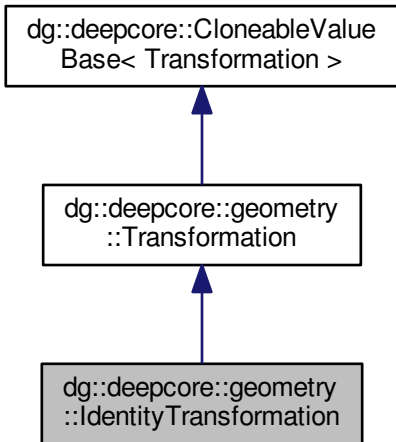 dg::deepcore::CloneableValue
Base< Transformation >
dg::deepcore::geometry
::Transformation
dg::deepcore::geometry
::IdentityTransformation